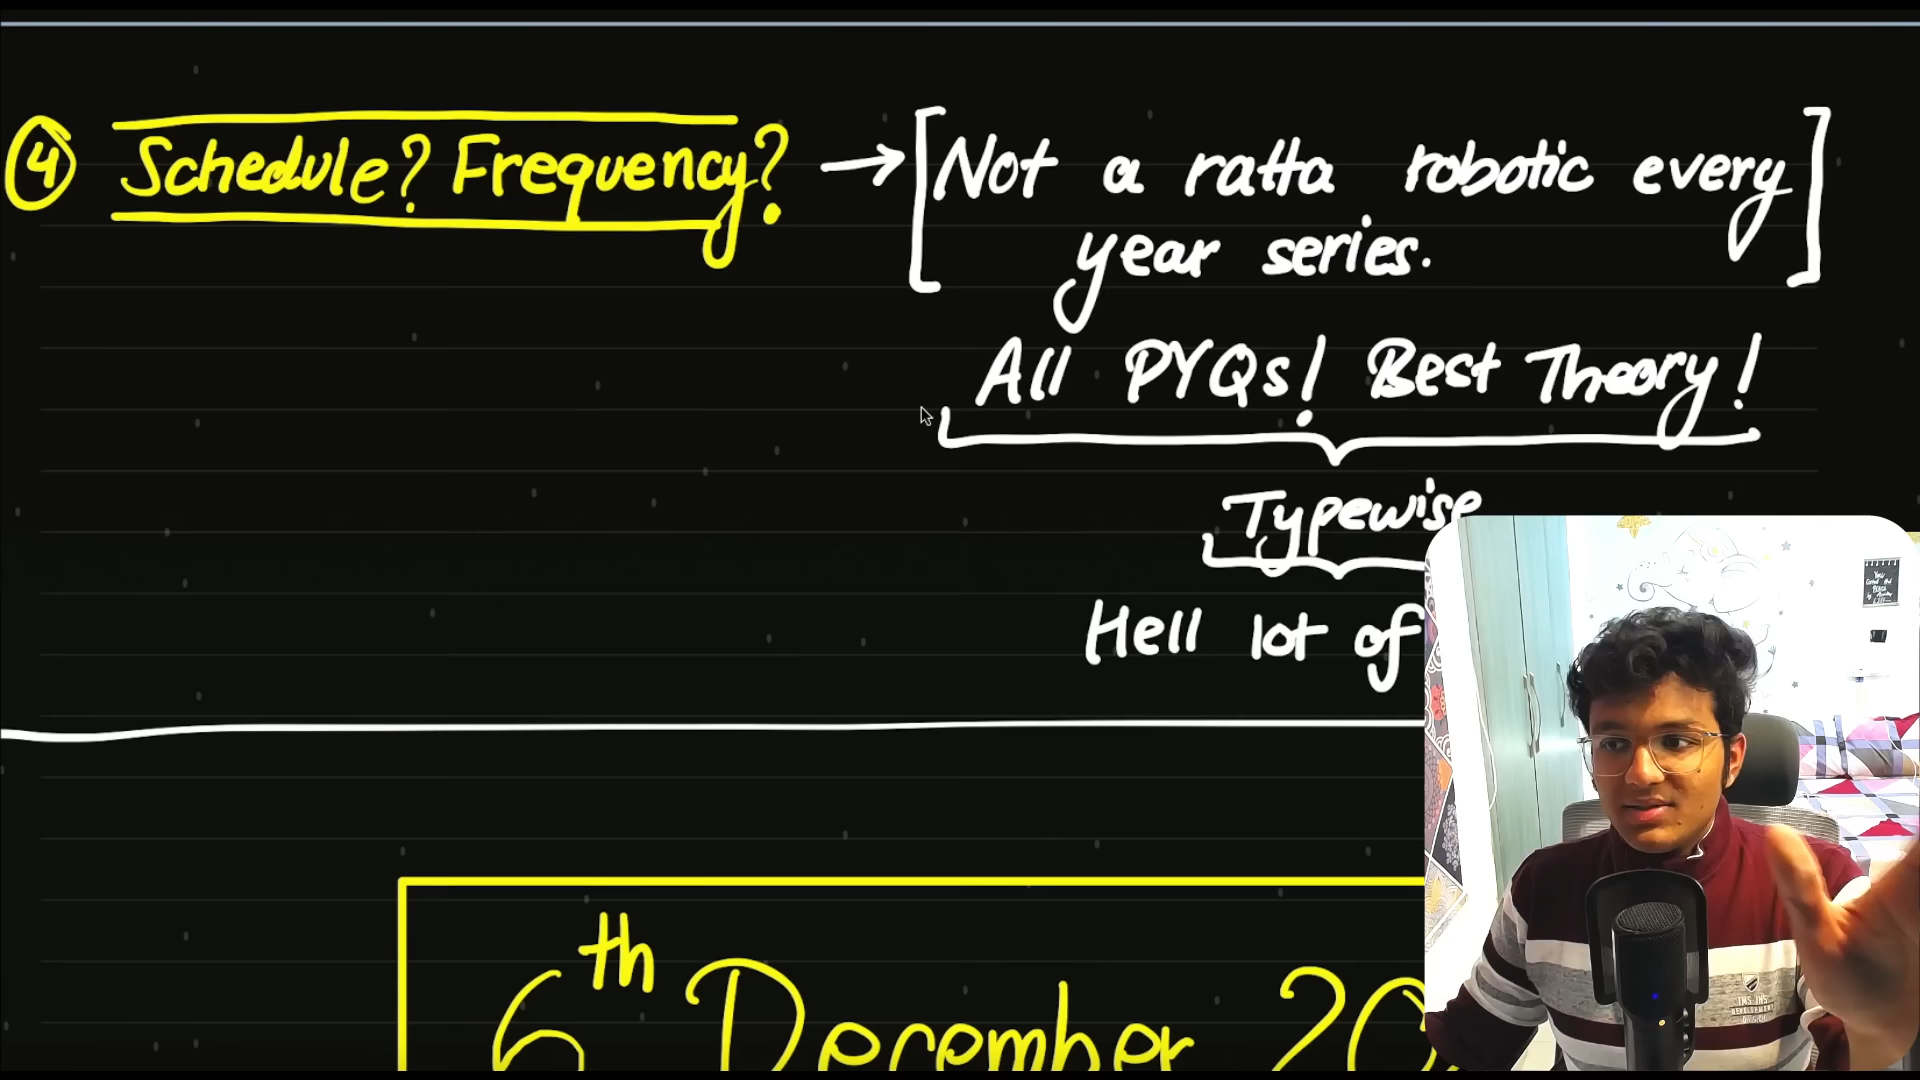 ④ Schedule? Frequency? → [Not a ratta robotic every
year series.]
All PYQs! Best Theory!
Typewise
Hell lot of
6th December 20